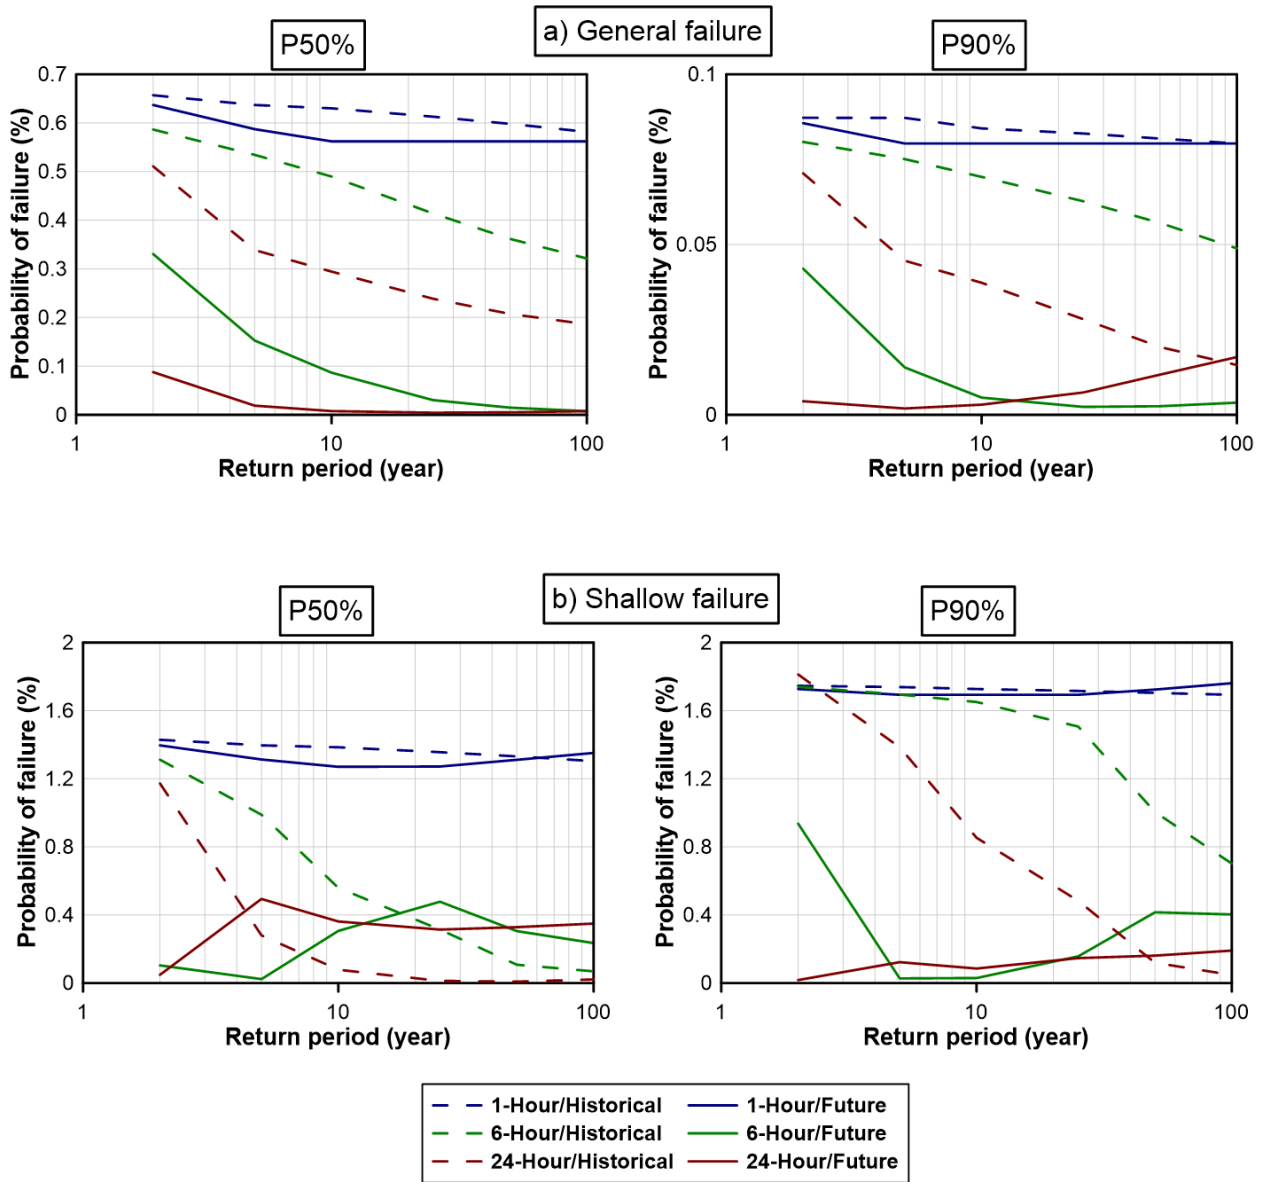 a) General failure
P50%
P90%
Probability of failure (%)
0.7
0.6
0.5
0.4
0.3
0.2
0.1
0
1
10
100
Return period (year)
Probability of failure (%)
0.1
0.05
0
1
10
100
Return period (year)
b) Shallow failure
P50%
P90%
Probability of failure (%)
2
1.6
1.2
0.8
0.4
0
1
10
100
Return period (year)
Probability of failure (%)
2
1.6
1.2
0.8
0.4
0
1
10
100
Return period (year)
1-Hour/Historical
1-Hour/Future
6-Hour/Historical
6-Hour/Future
24-Hour/Historical
24-Hour/Future